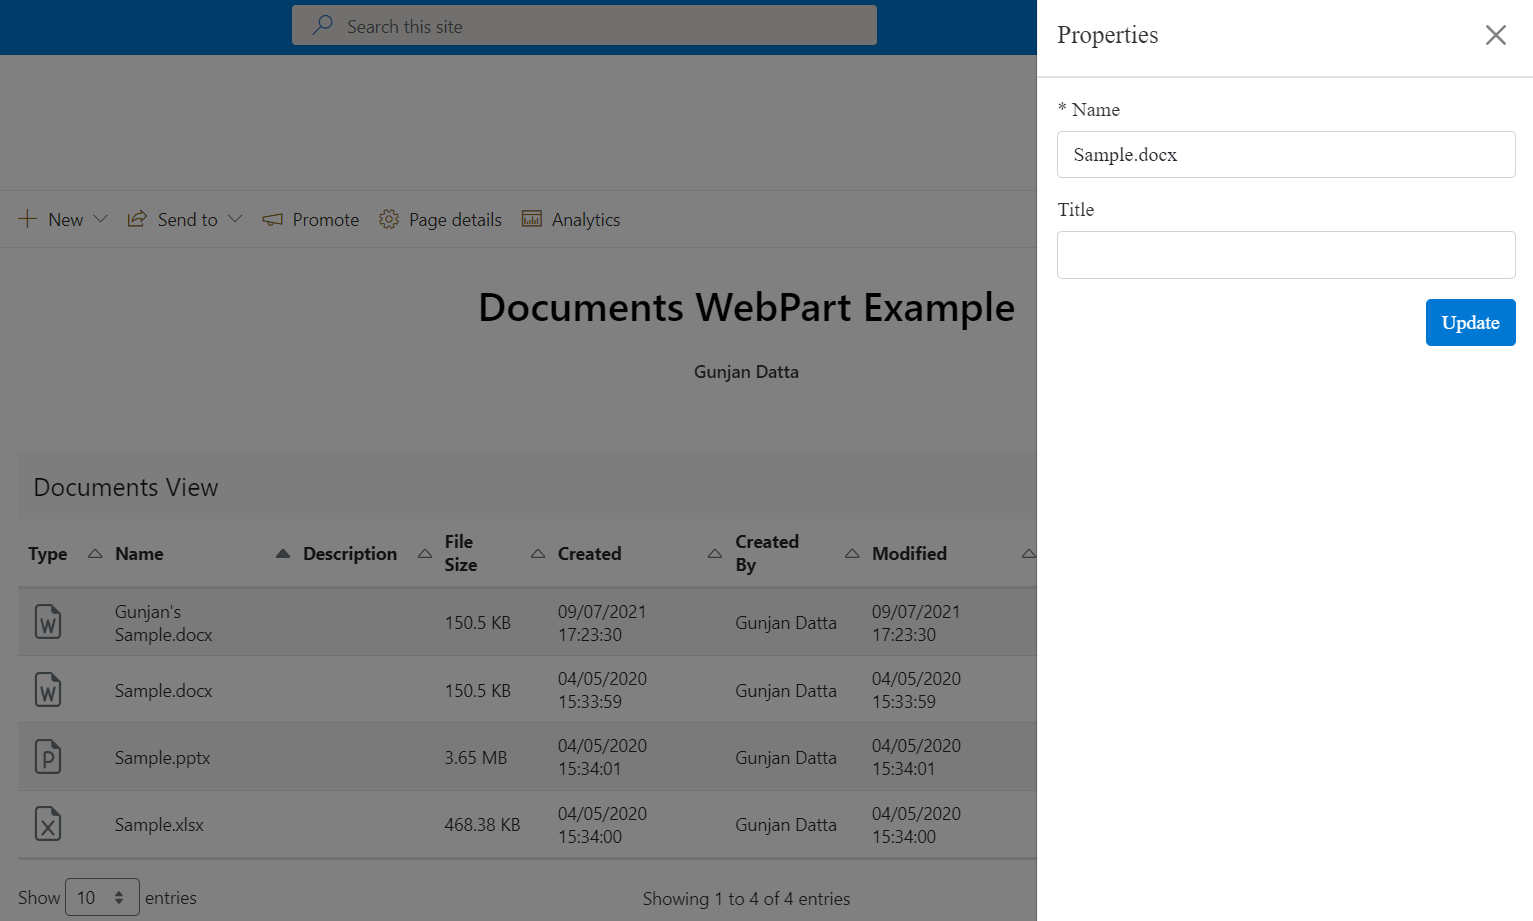 Search this site
Properties
* Name
Sample.docx
Title
Update
New Send to Promote Page details Analytics
Documents WebPart Example
Gunjan Datta
Documents View
Type Name Description File Size Created Created By Modified
Gunjan's Sample.docx 150.5 KB 09/07/2021 17:23:30 Gunjan Datta 09/07/2021 17:23:30
Sample.docx 150.5 KB 04/05/2020 15:33:59 Gunjan Datta 04/05/2020 15:33:59
Sample.pptx 3.65 MB 04/05/2020 15:34:01 Gunjan Datta 04/05/2020 15:34:01
Sample.xlsx 468.38 KB 04/05/2020 15:34:00 Gunjan Datta 04/05/2020 15:34:00
Show 10 entries Showing 1 to 4 of 4 entries